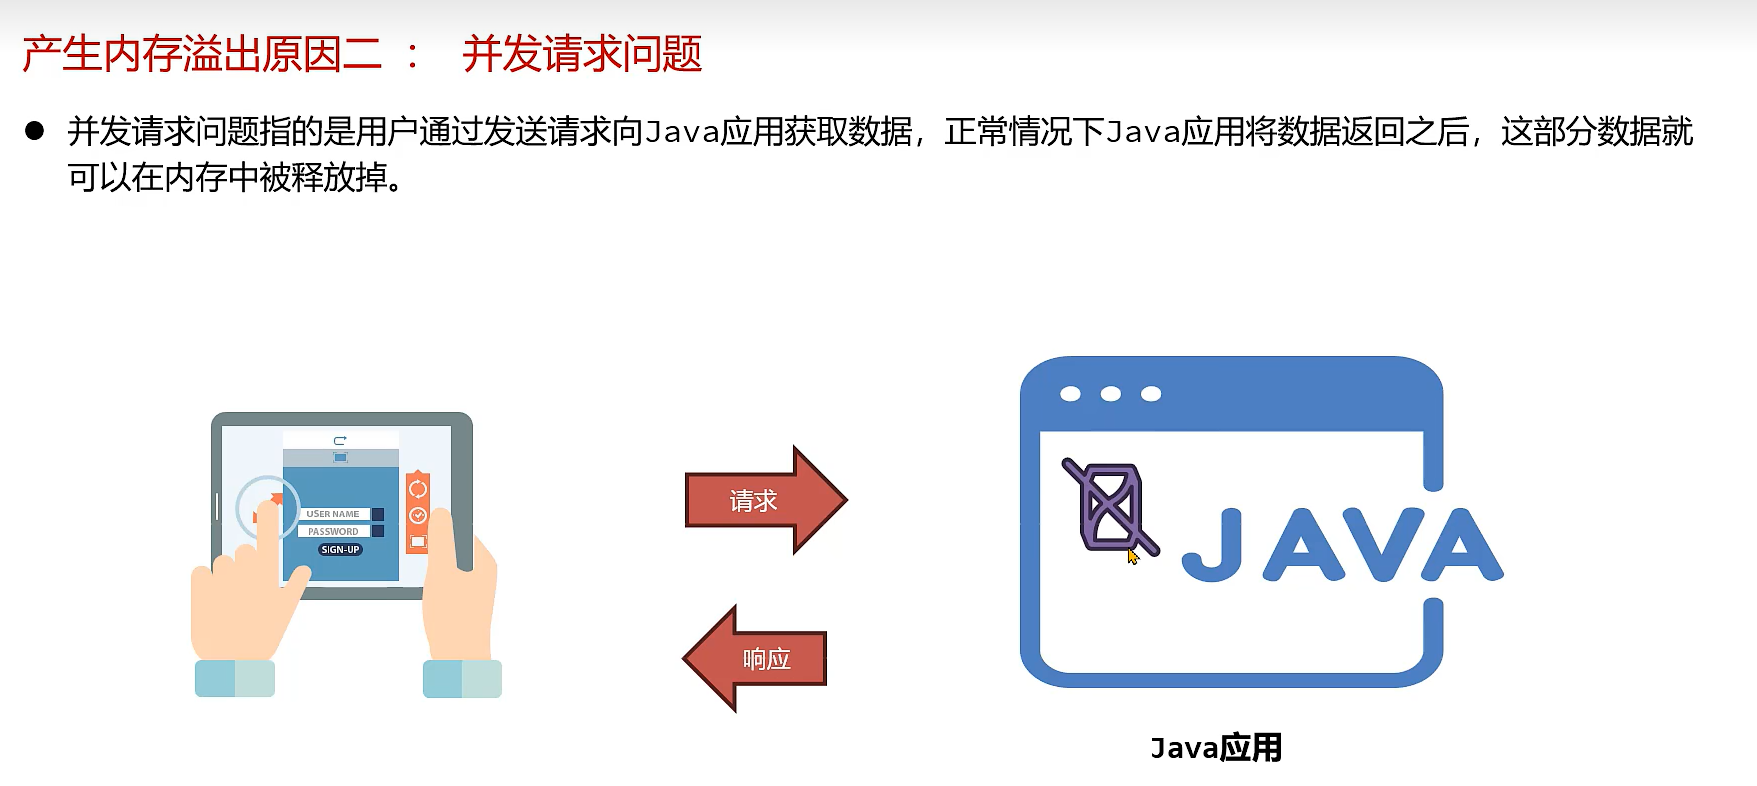 产生内存溢出原因二 ： 并发请求问题
● 并发请求问题指的是用户通过发送请求向Java应用获取数据，正常情况下Java应用将数据返回之后，这部分数据就
可以在内存中被释放掉。
USER NAME
PASSWORD
SIGN-UP
请求
响应
JAVA
Java应用